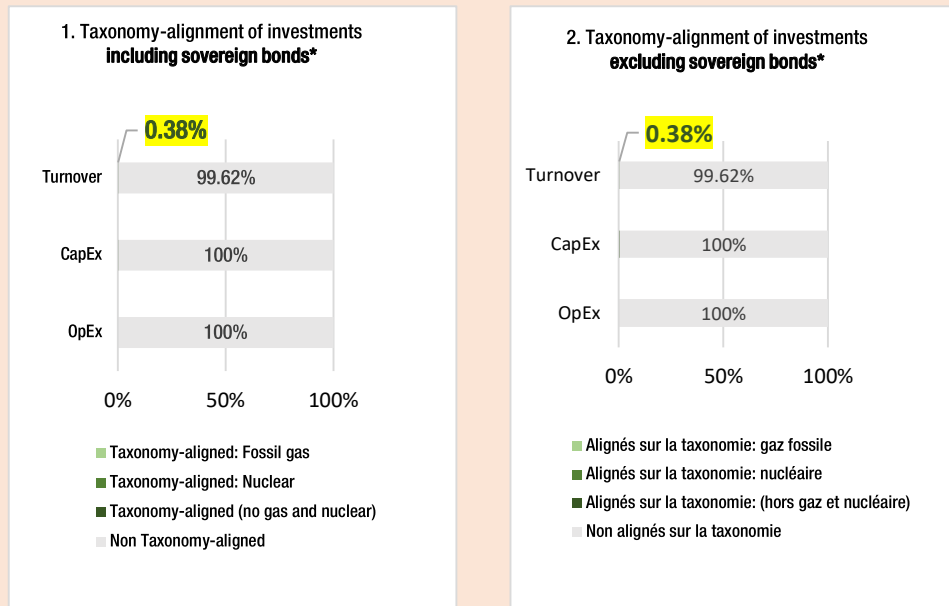 1. Taxonomy-alignment of investments
including sovereign bonds*
0.38%
Turnover
99.62%
CapEx
100%
OpEx
100%
0%
50%
100%
Taxonomy-aligned: Fossil gas
Taxonomy-aligned: Nuclear
Taxonomy-aligned (no gas and nuclear)
Non Taxonomy-aligned
2. Taxonomy-alignment of investments
excluding sovereign bonds*
0.38%
Turnover
99.62%
CapEx
100%
OpEx
100%
0%
50%
100%
Alignés sur la taxonomie: gaz fossile
Alignés sur la taxonomie: nucléaire
Alignés sur la taxonomie: (hors gaz et nucléaire)
Non alignés sur la taxonomie